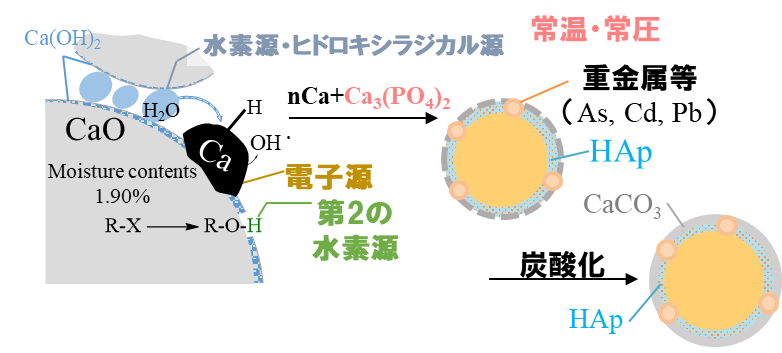 Ca(OH)2
水素源・ヒドロキシラジカル源
常温・常圧
H2O
H
CaO
Ca
OH ·
nCa+Ca3(PO4)2
重金属等
（As, Cd, Pb）
HAp
Moisture contents
1.90%
電子源
R-X
R-O-H
第2の
水素源
CaCO3
炭酸化
HAp